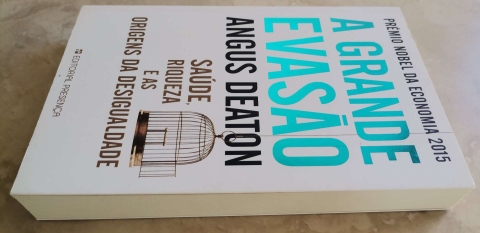 PRÉMIO NOBEL DA ECONOMIA 2015
A GRANDE
EVASÃO
ANGUS DEATON
SAÚDE,
RIQUEZA
E AS
ORIGENS DA DESIGUALDADE
EDITORIAL PRESENÇA